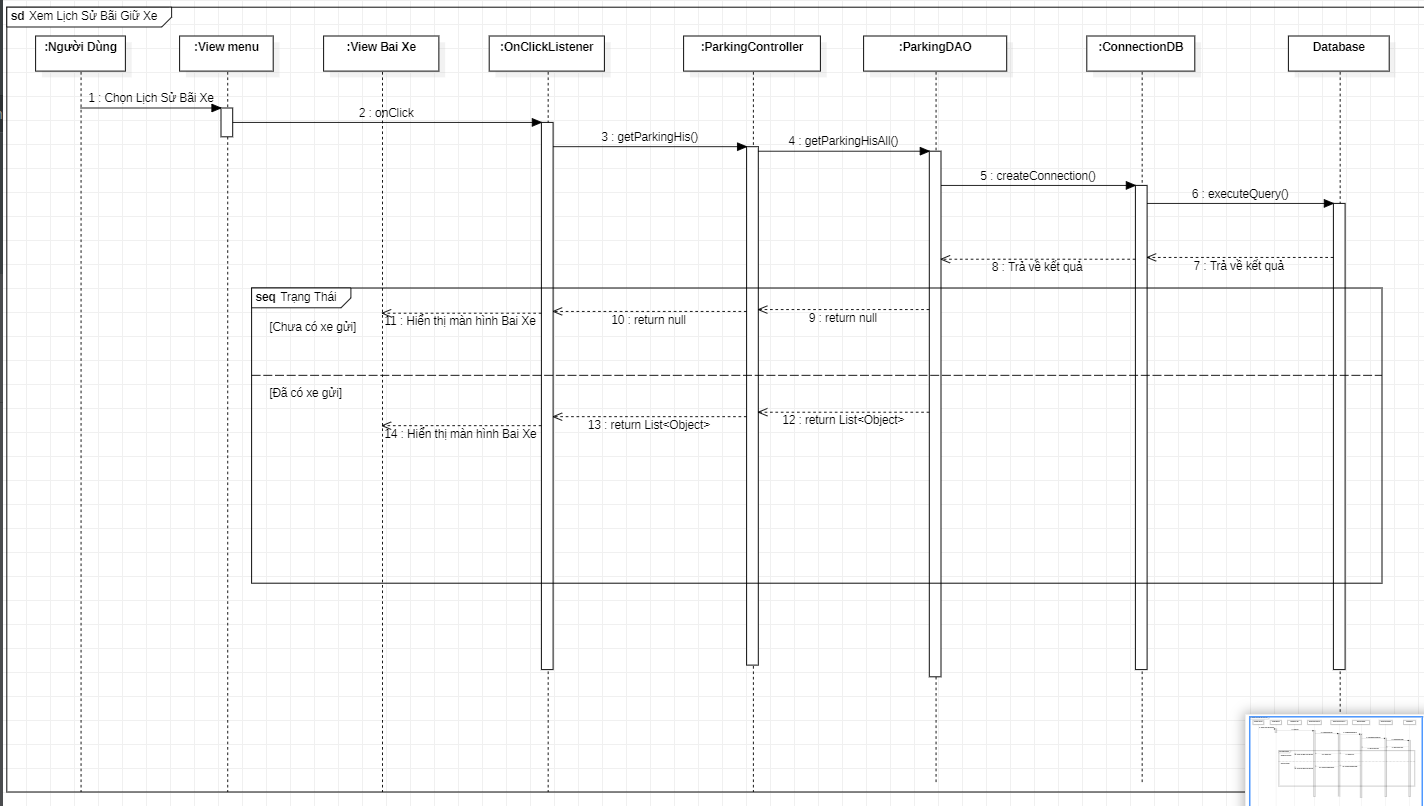 sd Xem Lịch Sử Bãi Giữ Xe
:Người Dùng
:View menu
:View Bai Xe
:OnClickListener
:ParkingController
:ParkingDAO
:ConnectionDB
Database
1 : Chọn Lịch Sử Bãi Xe
2 : onClick
3 : getParkingHis()
4 : getParkingHisAll()
5 : createConnection()
6 : executeQuery()
7 : Trả về kết quả
8 : Trả về kết quả
seq Trạng Thái
[Chưa có xe gửi]
9 : return null
10 : return null
11 : Hiển thị màn hình Bai Xe
[Đã có xe gửi]
12 : return List<Object>
13 : return List<Object>
14 : Hiển thị màn hình Bai Xe